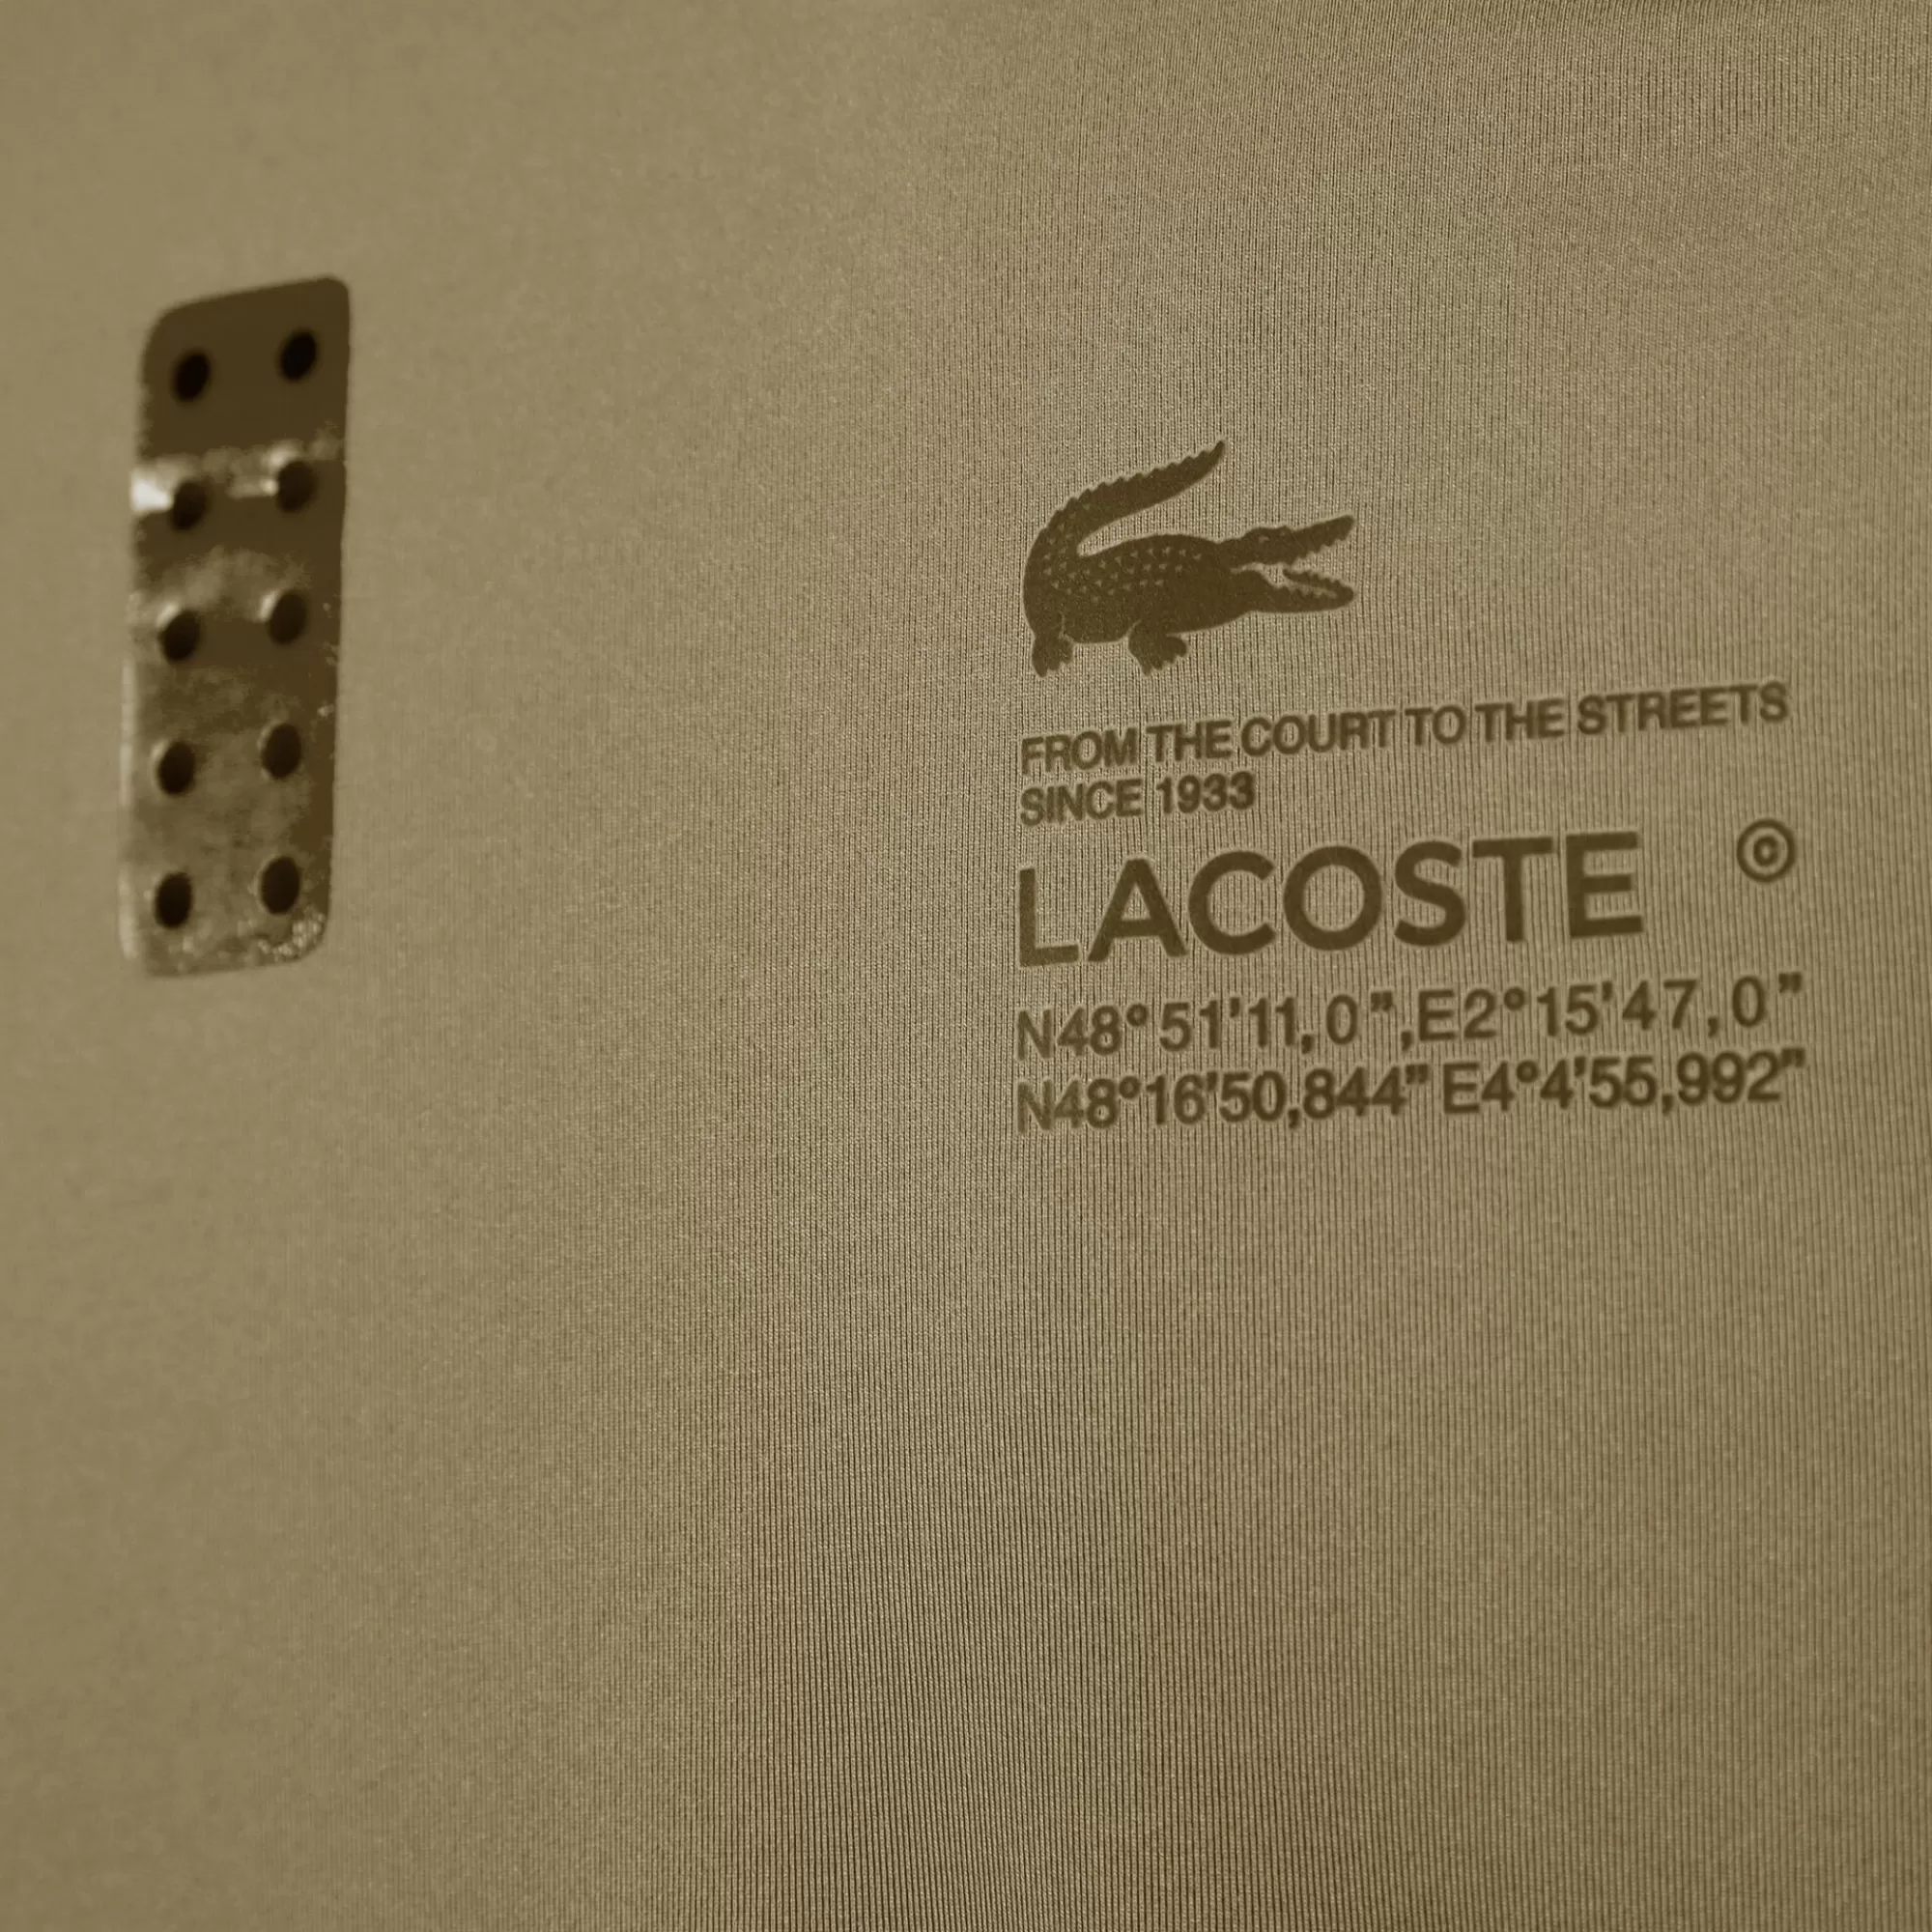 FROM THE COURT TO THE STREETS
SINCE 1933
LACOSTE
N48°51'11,0",E2°15'47,0"
N48°16'50,844" E4°4'55,992"